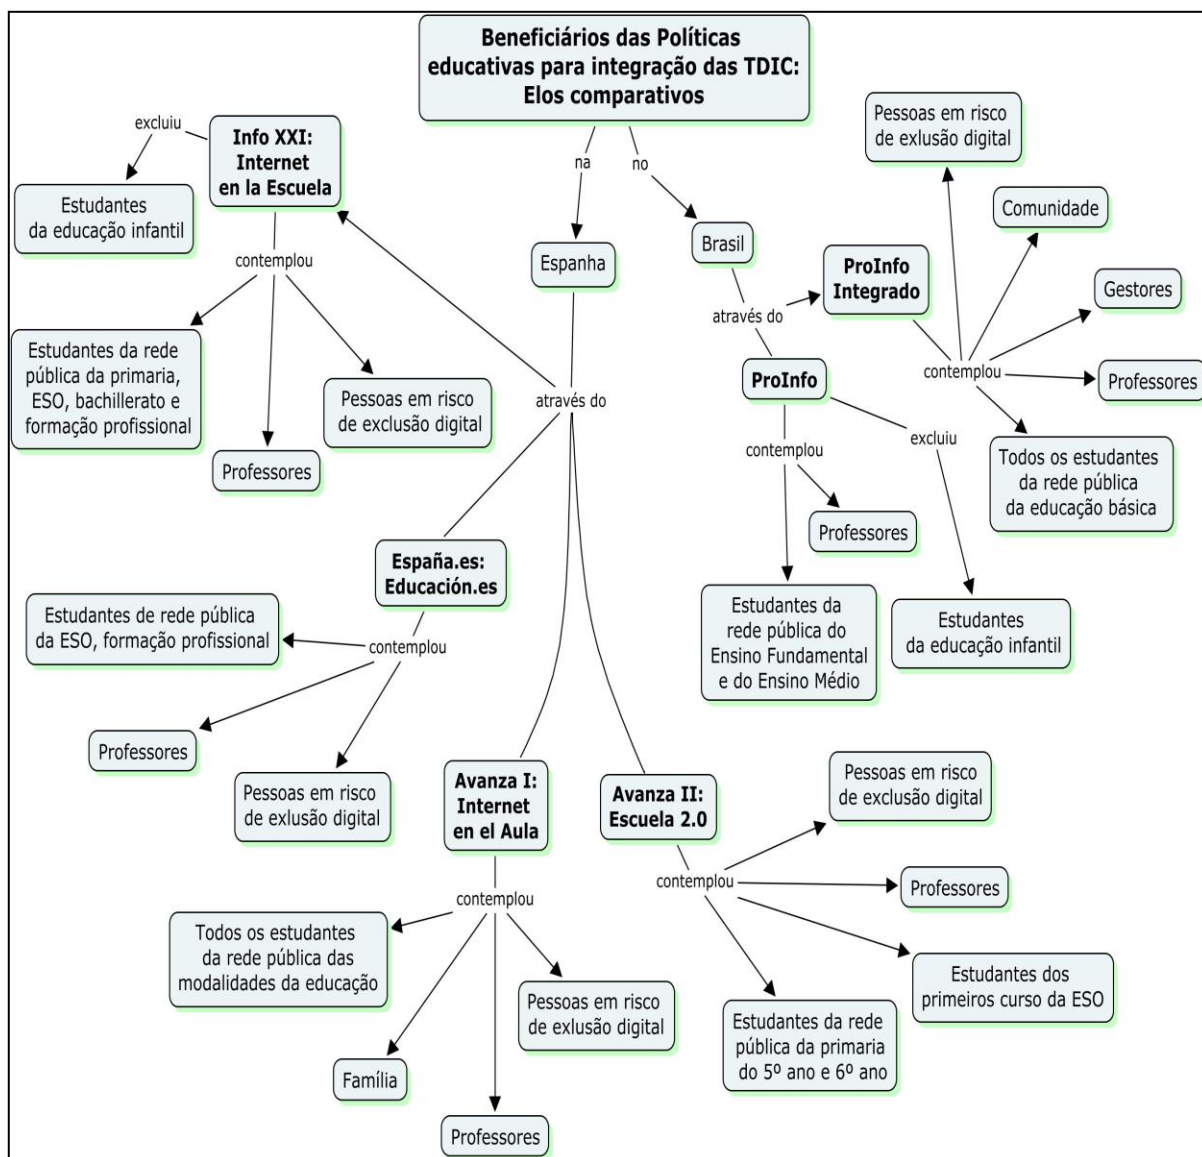 Beneficiários das Políticas
educativas para integração das TDIC:
Elos comparativos
na
no
Espanha
Brasil
excluiu
Info XXI:
Internet
en la Escuela
Estudantes
da educação infantil
contemplou
Estudantes da rede
pública da primaria,
ESO, bachillerato e
formação profissional
Professores
Pessoas em risco
de exclusão digital
através do
España.es:
Educación.es
contemplou
Estudantes de rede pública
da ESO, formação profissional
Professores
Pessoas em risco
de exlusão digital
Avanza I:
Internet
en el Aula
contemplou
Todos os estudantes
da rede pública das
modalidades da educação
Família
Professores
Pessoas em risco
de exlusão digital
Avanza II:
Escuela 2.0
contemplou
Pessoas em risco
de exclusão digital
Professores
Estudantes dos
primeiros curso da ESO
Estudantes da rede
pública da primaria
do 5º ano e 6º ano
através do
ProInfo
Integrado
contemplou
Pessoas em risco
de exlusão digital
Comunidade
Gestores
Professores
Todos os estudantes
da rede pública
da educação básica
ProInfo
contemplou
excluiu
Professores
Estudantes da
rede pública do
Ensino Fundamental
e do Ensino Médio
Estudantes
da educação infantil